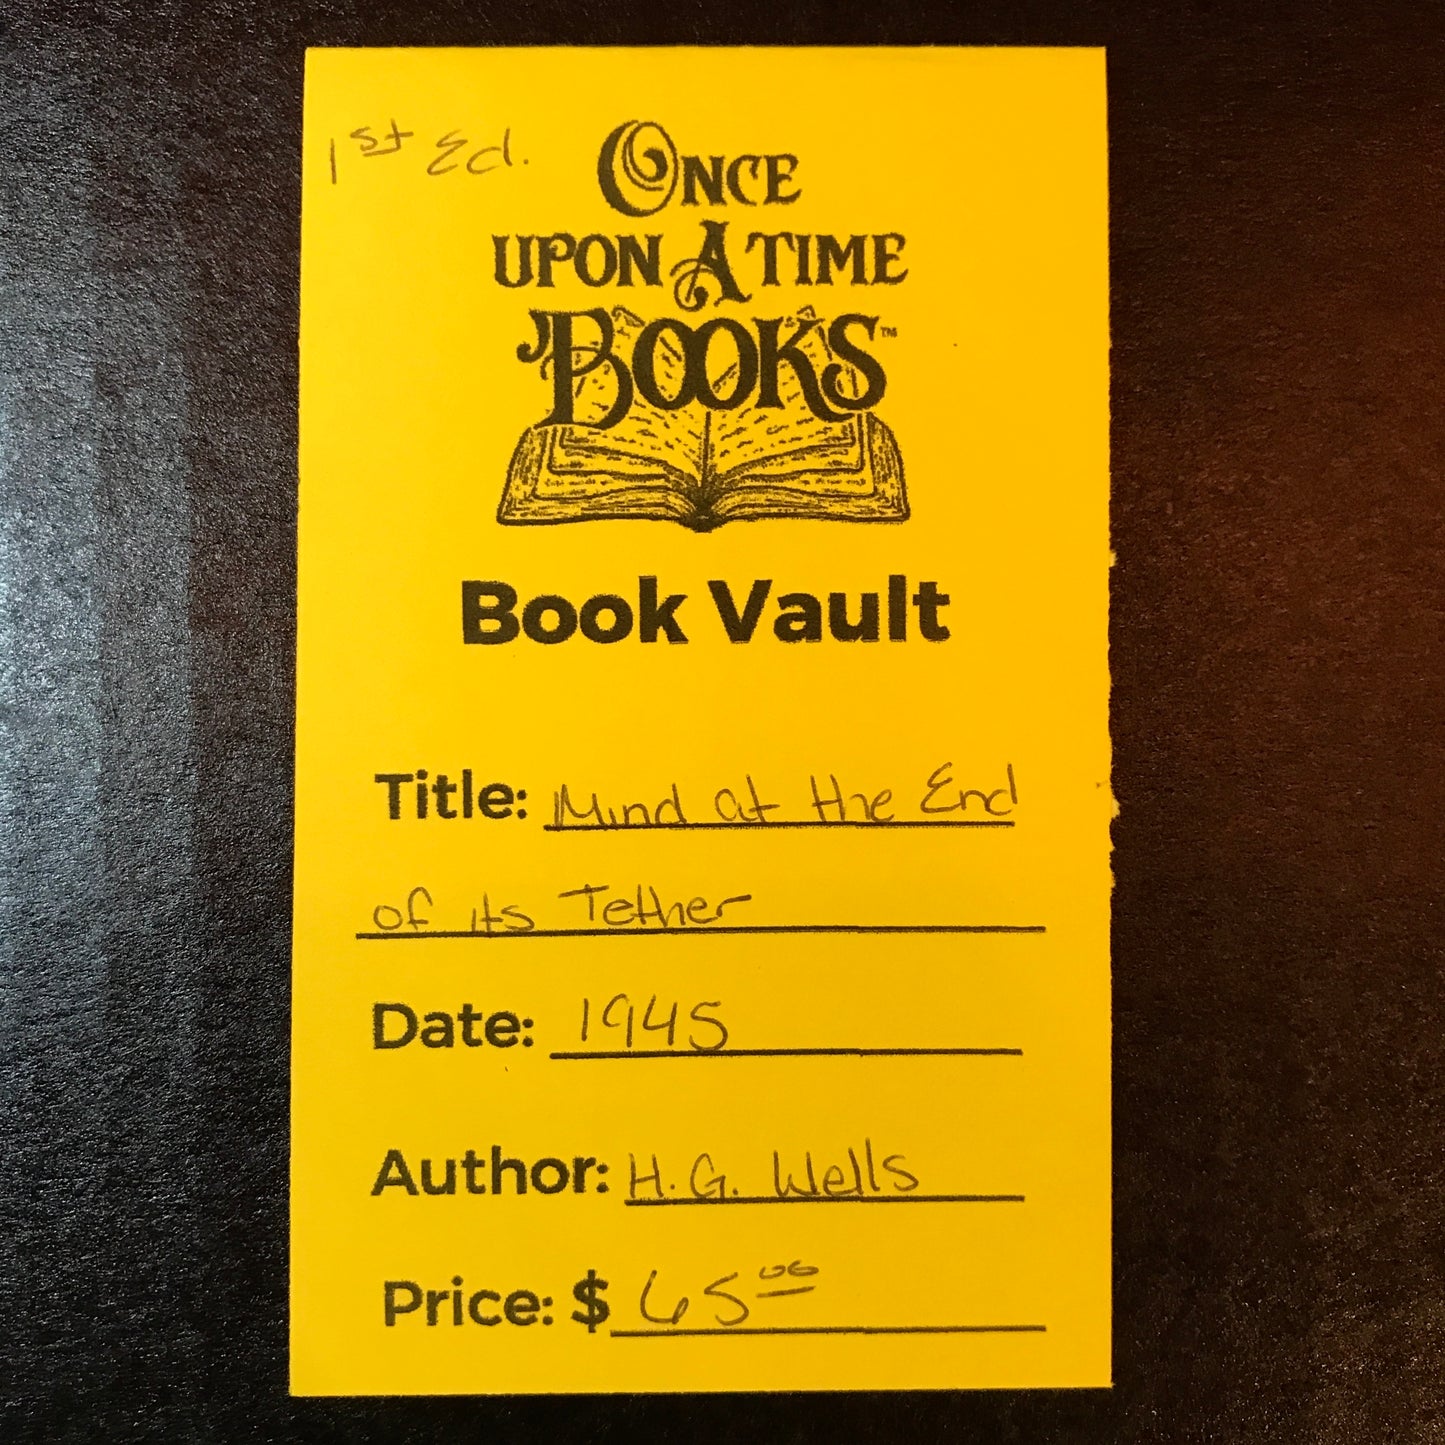 1st Ed.
ONCE
UPON A TIME
BOOKS™
Book Vault
Title: Mind at the End
of its Tether
Date: 1945
Author: H.G. Wells
Price: $ 65 00